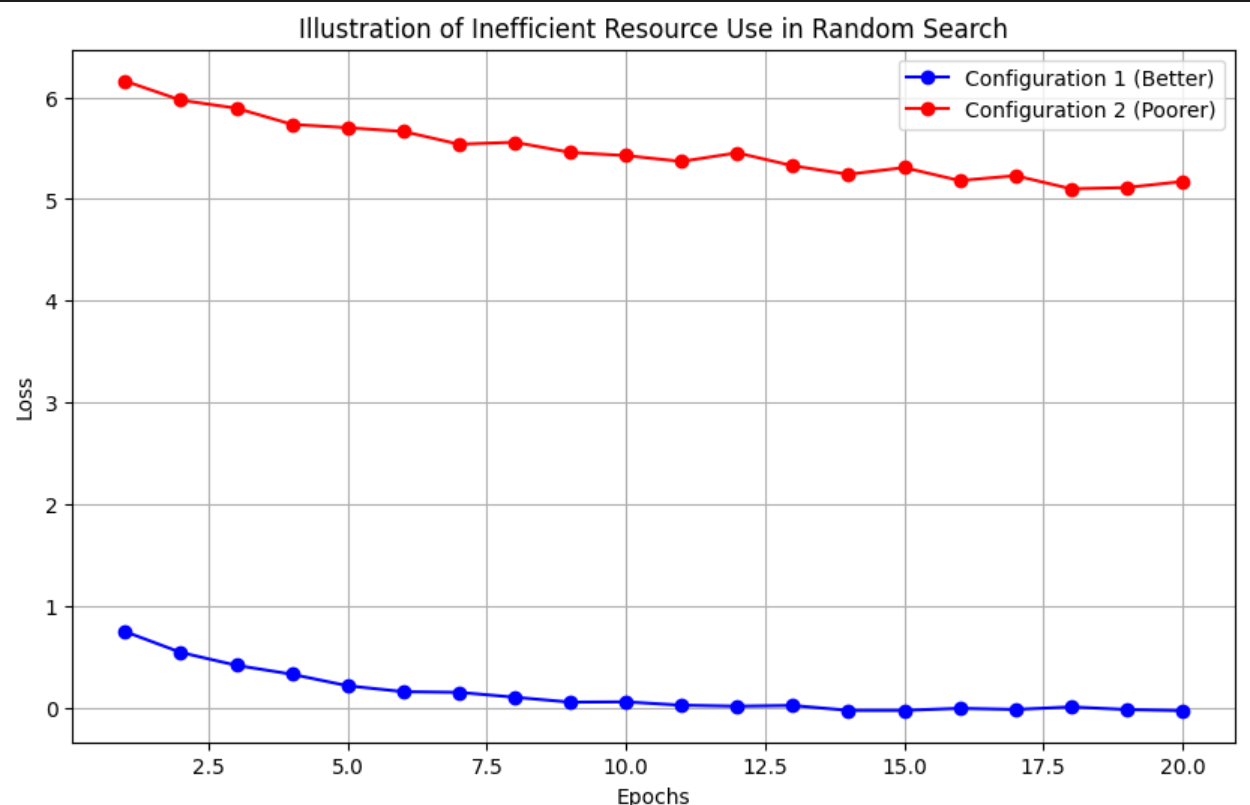 Illustration of Inefficient Resource Use in Random Search
Configuration 1 (Better)
Configuration 2 (Poorer)
Loss
6
5
4
3
2
1
0
2.5 5.0 7.5 10.0 12.5 15.0 17.5 20.0
Epochs